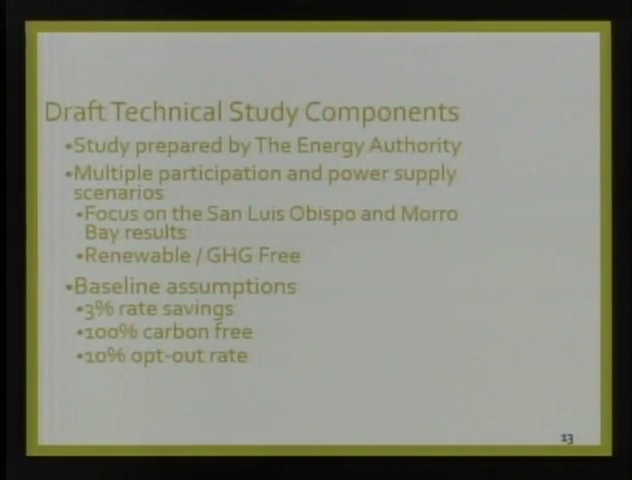 Draft Technical Study Components
•Study prepared by The Energy Authority
•Multiple participation and power supply
scenarios
•Focus on the San Luis Obispo and Morro
Bay results
•Renewable / GHG Free
•Baseline assumptions
•3% rate savings
•100% carbon free
•10% opt-out rate
23